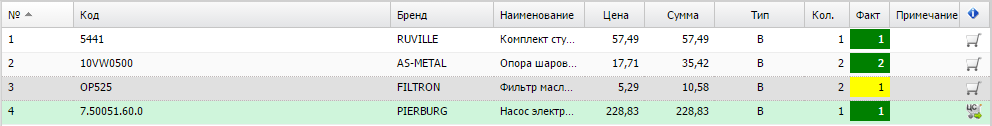 № Код Бренд Наименование Цена Сумма Тип Кол. Факт Примечание
1 5441 RUVILLE Комплект сту... 57,49 57,49 B 1 1
2 10VW0500 AS-METAL Опора шаров... 17,71 35,42 B 2 2
3 OP525 FILTRON Фильтр масл... 5,29 10,58 B 2 1
4 7.50051.60.0 PIERBURG Насос электр... 228,83 228,83 B 1 1 ЦС